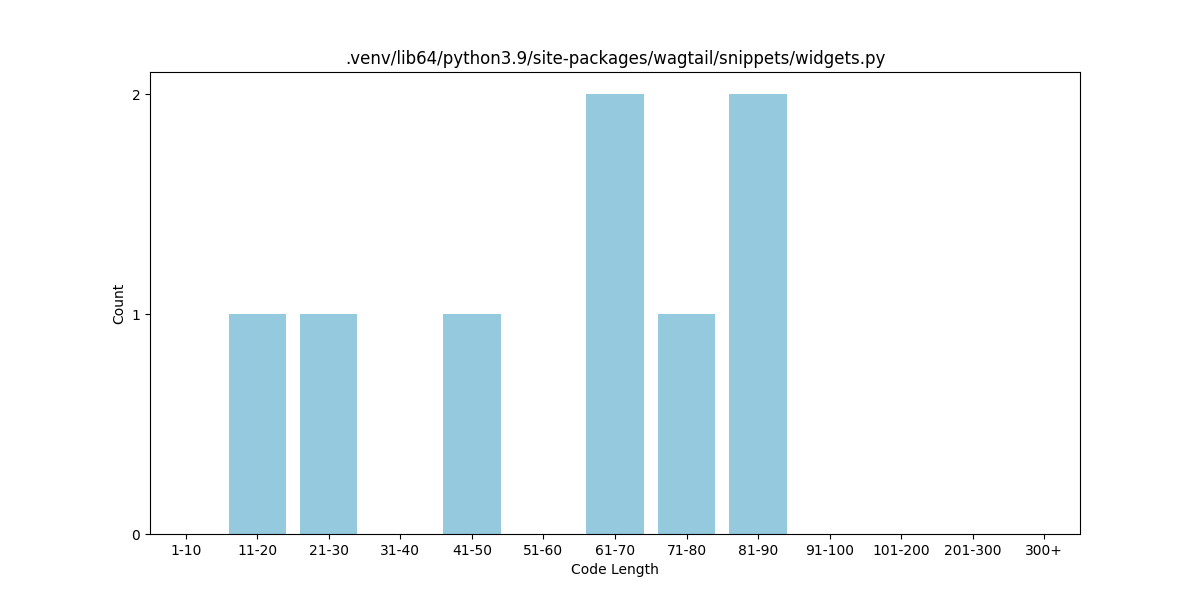 .venv/lib64/python3.9/site-packages/wagtail/snippets/widgets.py
2
1
0
Count
1-10 11-20 21-30 31-40 41-50 51-60 61-70 71-80 81-90 91-100 101-200 201-300 300+
Code Length